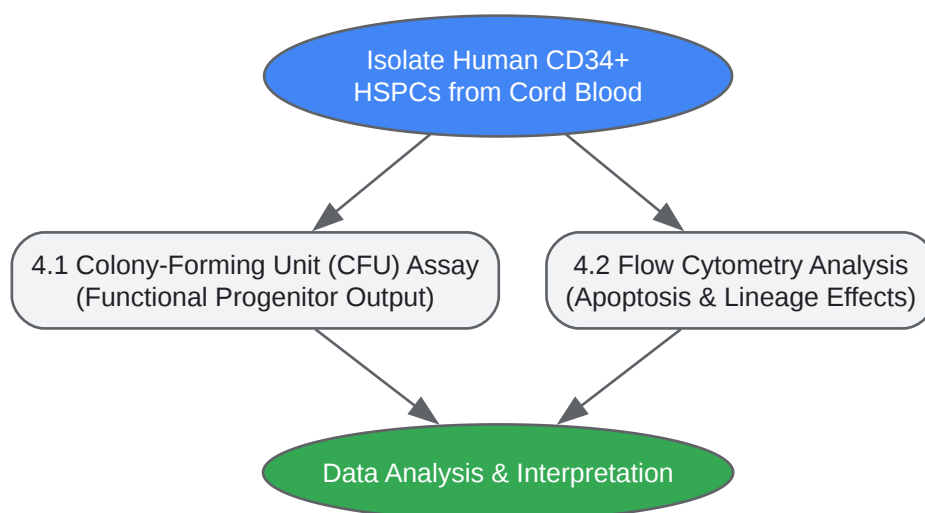 Isolate Human CD34+
HSPCs from Cord Blood
4.1 Colony-Forming Unit (CFU) Assay
(Functional Progenitor Output)
4.2 Flow Cytometry Analysis
(Apoptosis & Lineage Effects)
Data Analysis & Interpretation